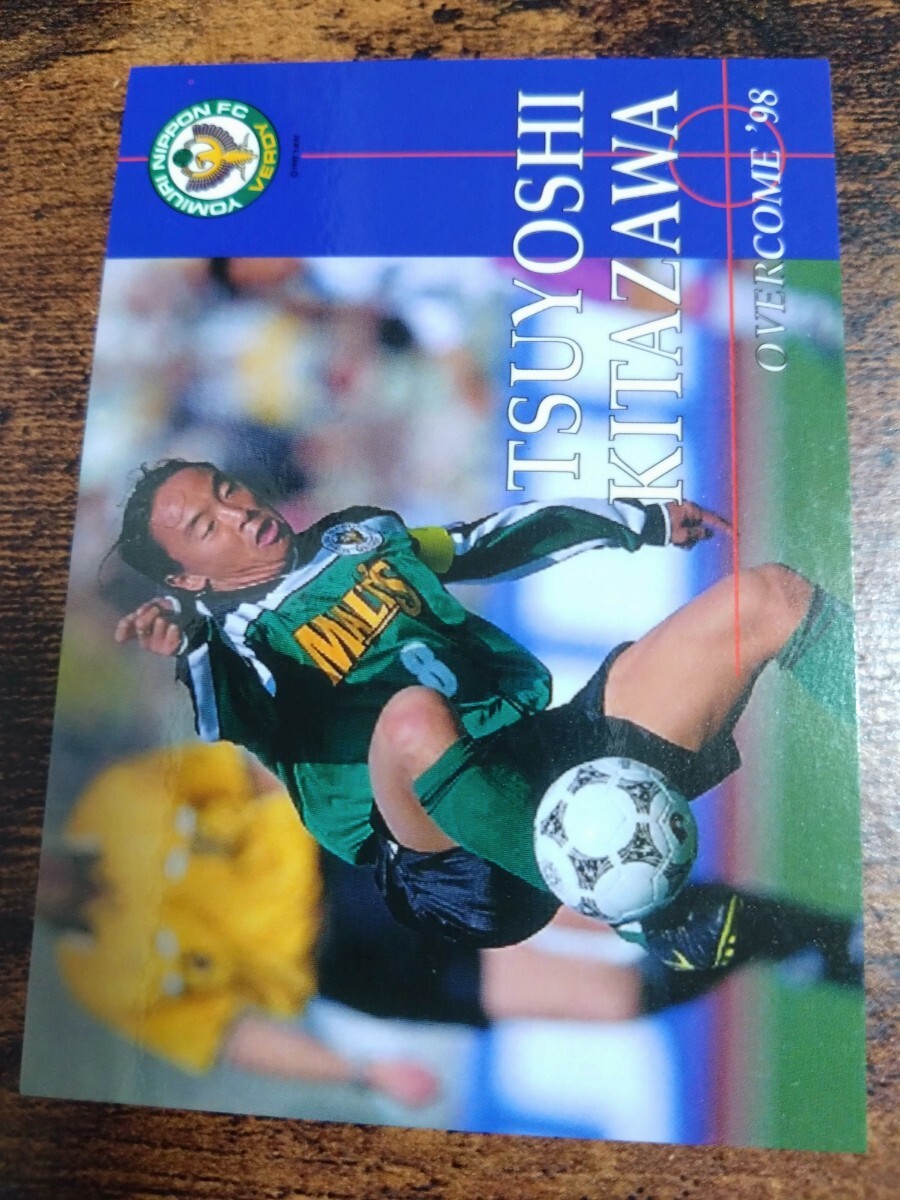 YOMIURI NIPPON FC
VERDY
TSUYOSHI
KITAZAWA
OVERCOME '98
MALT'S
8